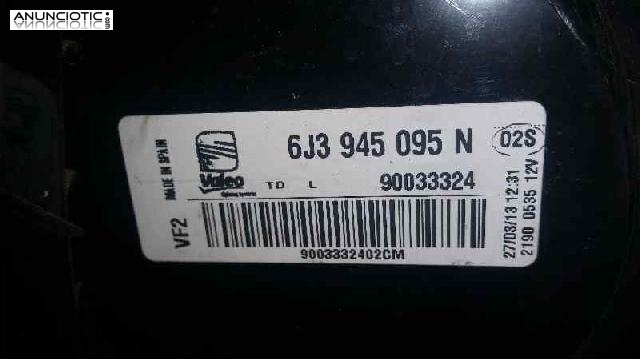 ANUNCIOTIC
.com
6J3 945 095 N
02S
MADE IN SPAIN
Valeo
TD L
90033324
VF2
9003332402CM
27/03/13 12:31
2190 0535 12V